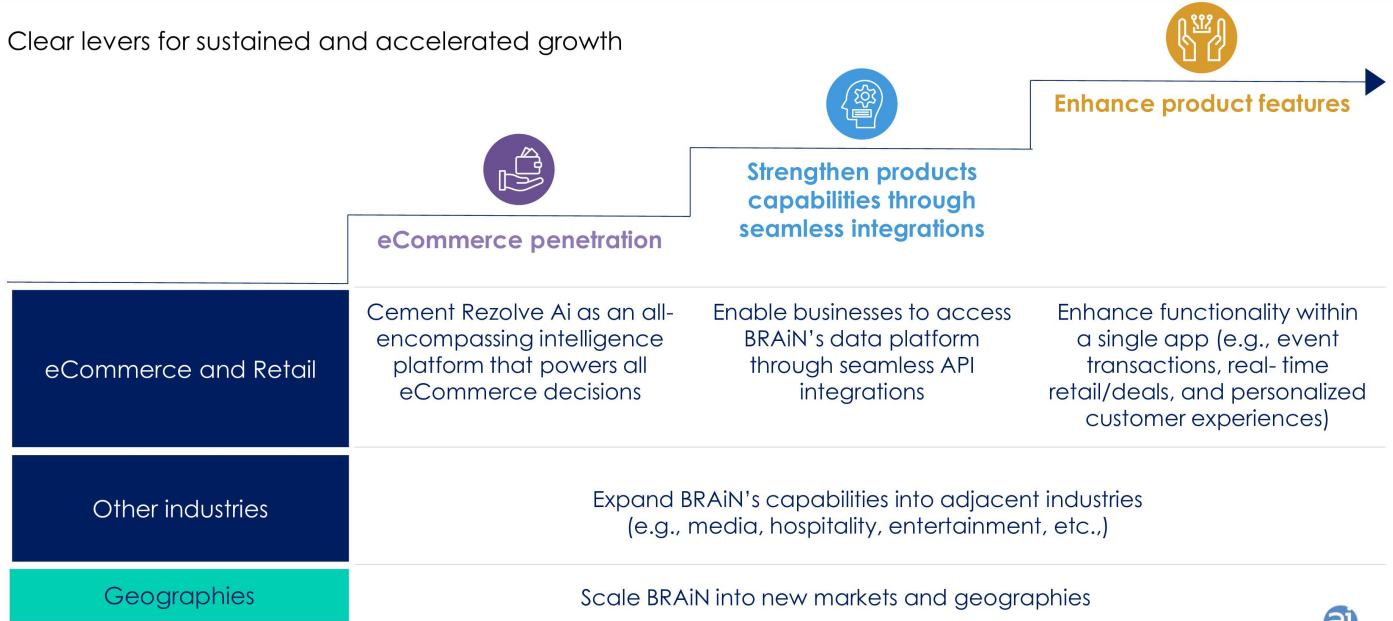 Clear levers for sustained and accelerated growth
Enhance product features
Strengthen products
capabilities through
seamless integrations
eCommerce penetration
eCommerce and Retail
Cement Rezolve Ai as an all-
encompassing intelligence
platform that powers all
eCommerce decisions
Enable businesses to access
BRAiN’s data platform
through seamless API
integrations
Enhance functionality within
a single app (e.g., event
transactions, real- time
retail/deals, and personalized
customer experiences)
Other industries
Expand BRAiN’s capabilities into adjacent industries
(e.g., media, hospitality, entertainment, etc.,)
Geographies
Scale BRAiN into new markets and geographies